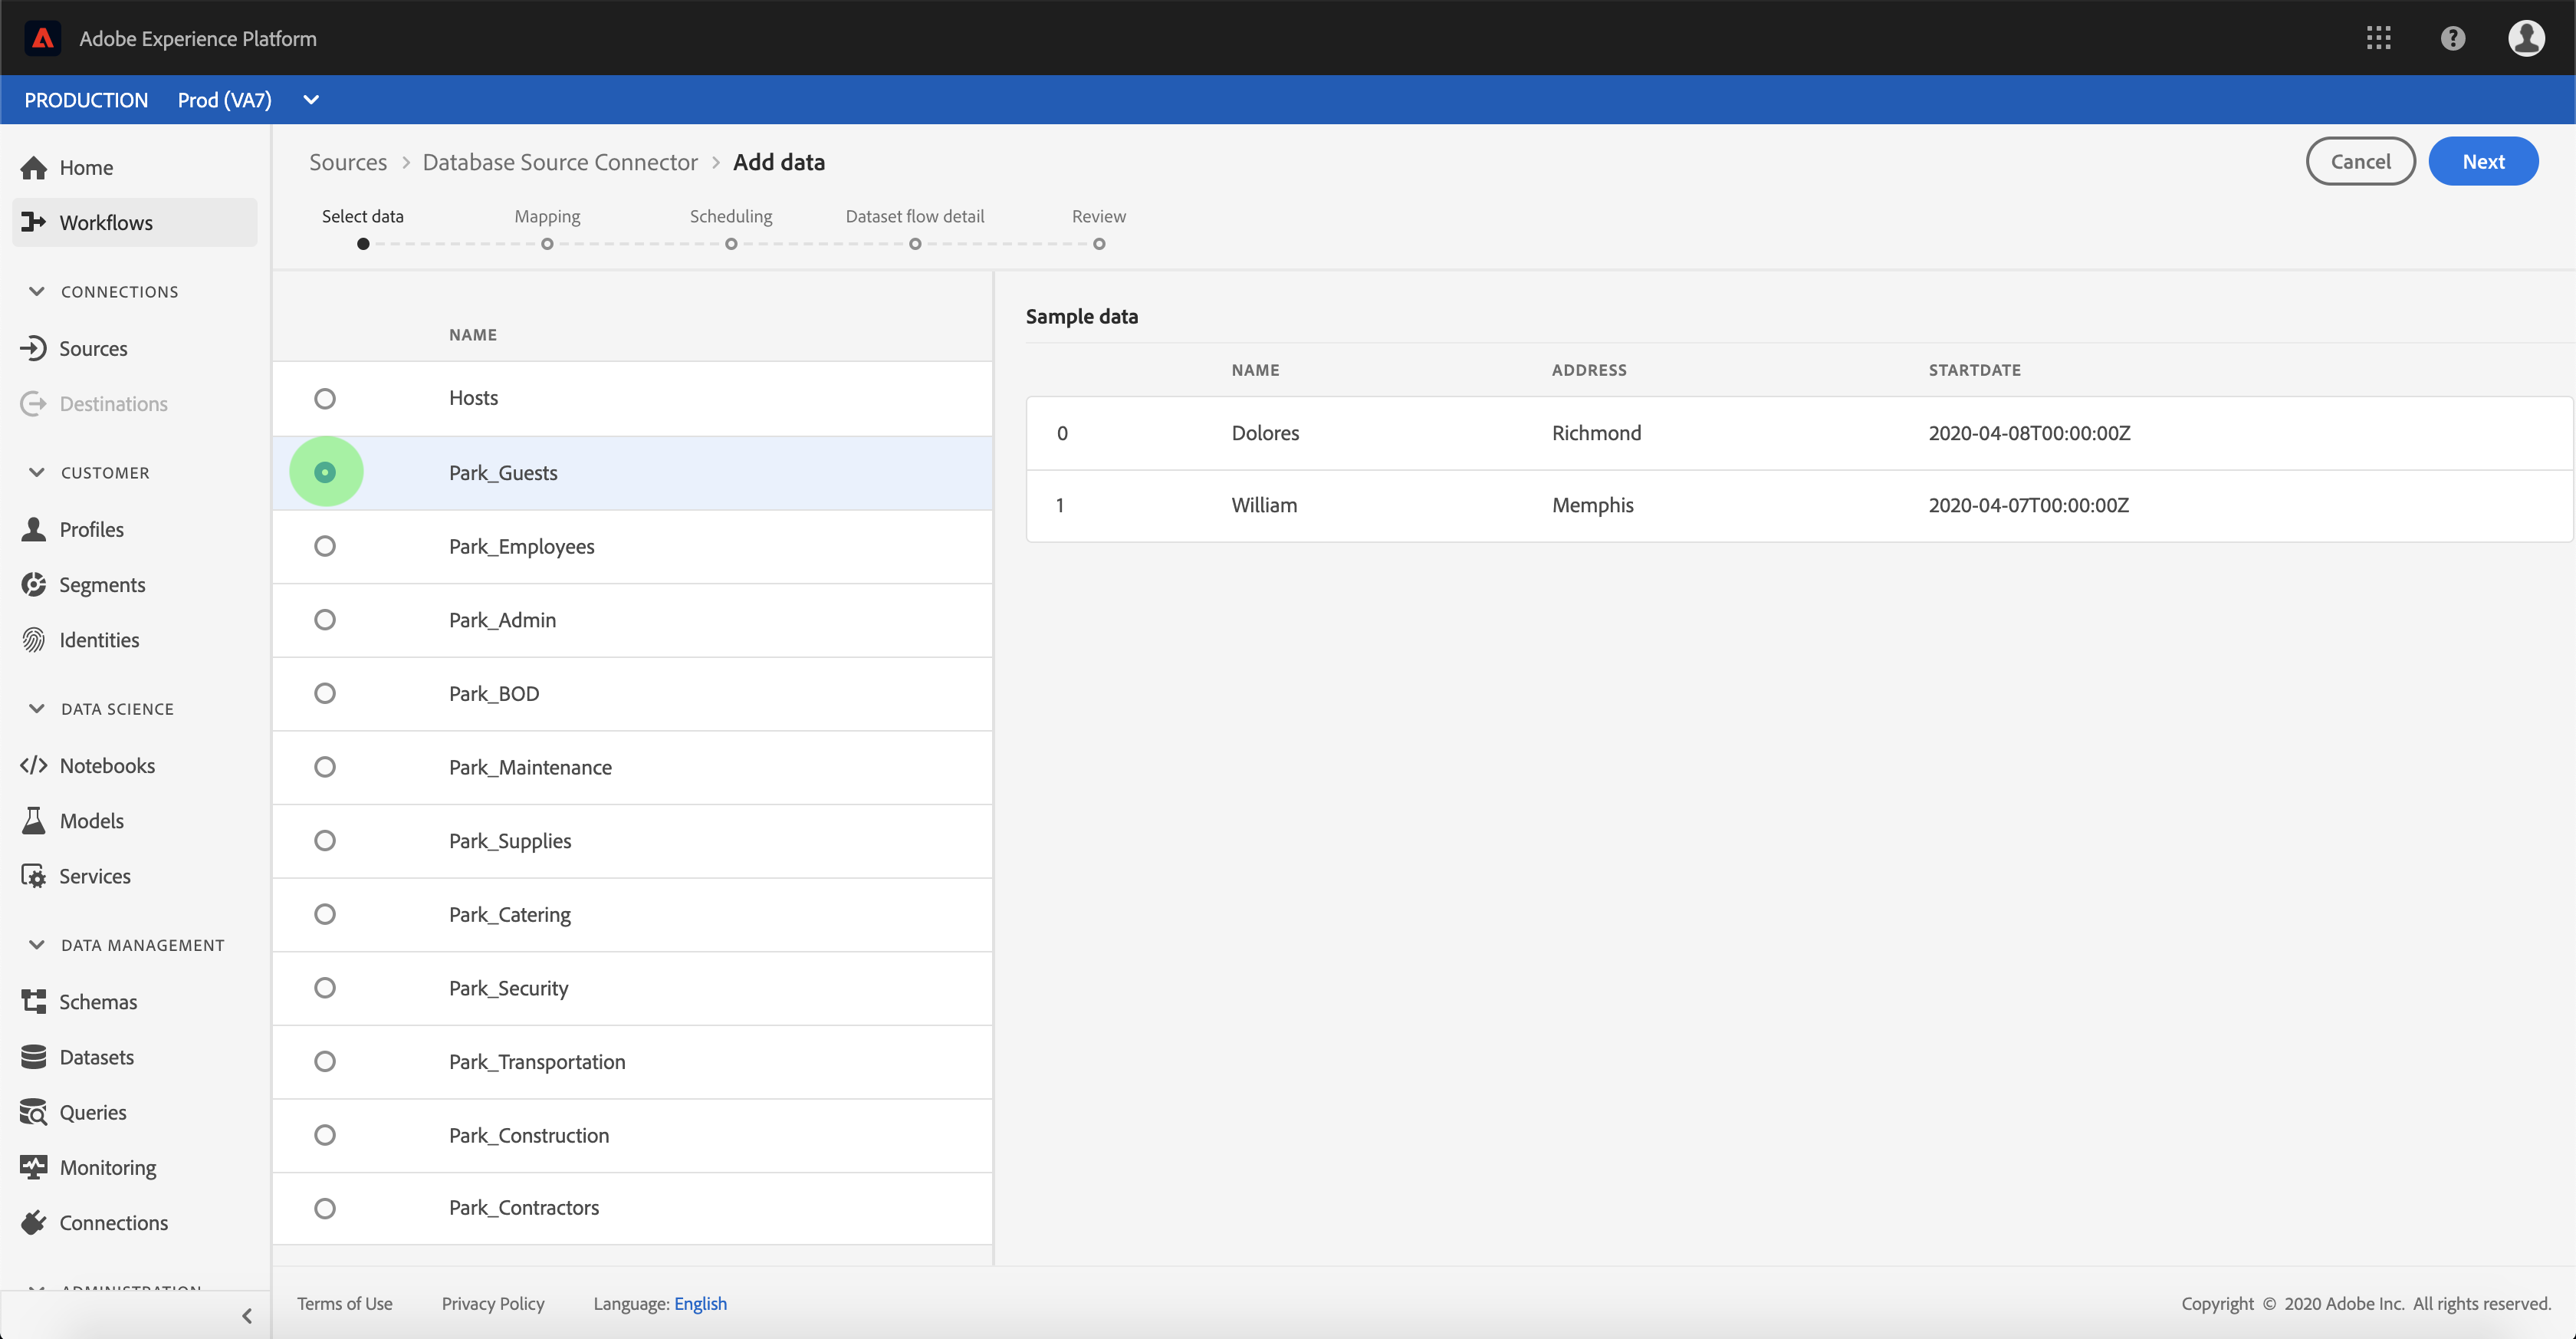 Adobe Experience Platform
PRODUCTION Prod (VA7)
Home
Workflows
CONNECTIONS
Sources
Destinations
CUSTOMER
Profiles
Segments
Identities
DATA SCIENCE
Notebooks
Models
Services
DATA MANAGEMENT
Schemas
Datasets
Queries
Monitoring
Connections
ADMINISTRATION
Sources > Database Source Connector > Add data
Cancel Next
Select data Mapping Scheduling Dataset flow detail Review
NAME
Hosts
Park_Guests
Park_Employees
Park_Admin
Park_BOD
Park_Maintenance
Park_Supplies
Park_Catering
Park_Security
Park_Transportation
Park_Construction
Park_Contractors
Sample data
NAME ADDRESS STARTDATE
0 Dolores Richmond 2020-04-08T00:00:00Z
1 William Memphis 2020-04-07T00:00:00Z
Terms of Use Privacy Policy Language: English Copyright © 2020 Adobe Inc. All rights reserved.